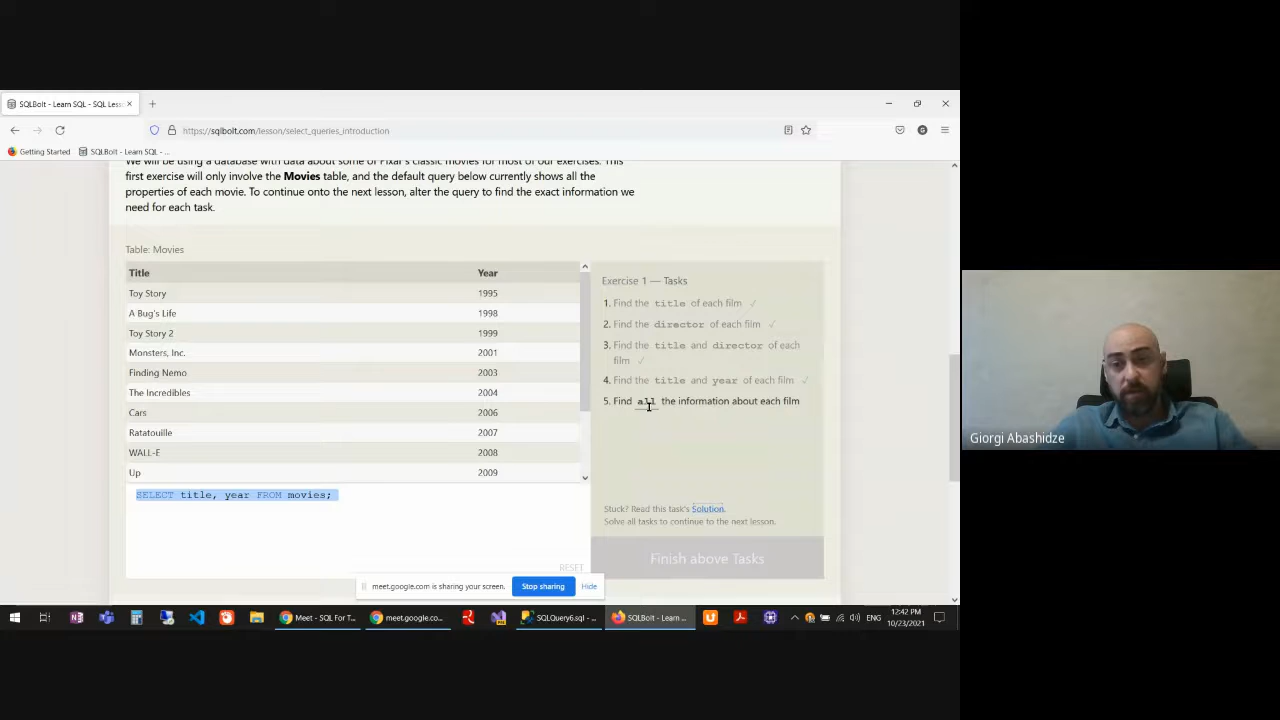 SQLBolt - Learn SQL - SQL Less
https://sqlbolt.com/lesson/select_queries_introduction
Getting Started
SQLBolt - Learn SQL - ...
We will be using a database with data about some of Pixar's classic movies for most of our exercises. This
first exercise will only involve the Movies table, and the default query below currently shows all the
properties of each movie. To continue onto the next lesson, alter the query to find the exact information we
need for each task.
Table: Movies
Title Year
Toy Story 1995
A Bug's Life 1998
Toy Story 2 1999
Monsters, Inc. 2001
Finding Nemo 2003
The Incredibles 2004
Cars 2006
Ratatouille 2007
WALL-E 2008
Up 2009
SELECT title, year FROM movies;
RESET
Exercise 1 — Tasks
1. Find the title of each film ✓
2. Find the director of each film ✓
3. Find the title and director of each
film ✓
4. Find the title and year of each film ✓
5. Find all the information about each film
Stuck? Read this task's Solution.
Solve all tasks to continue to the next lesson.
Finish above Tasks
meet.google.com is sharing your screen.
Stop sharing
Hide
Giorgi Abashidze
Meet - SQL For T...
meet.google.co...
SQLQuery6.sql - ...
SQLBolt - Learn ...
ENG
12:42 PM
10/23/2021